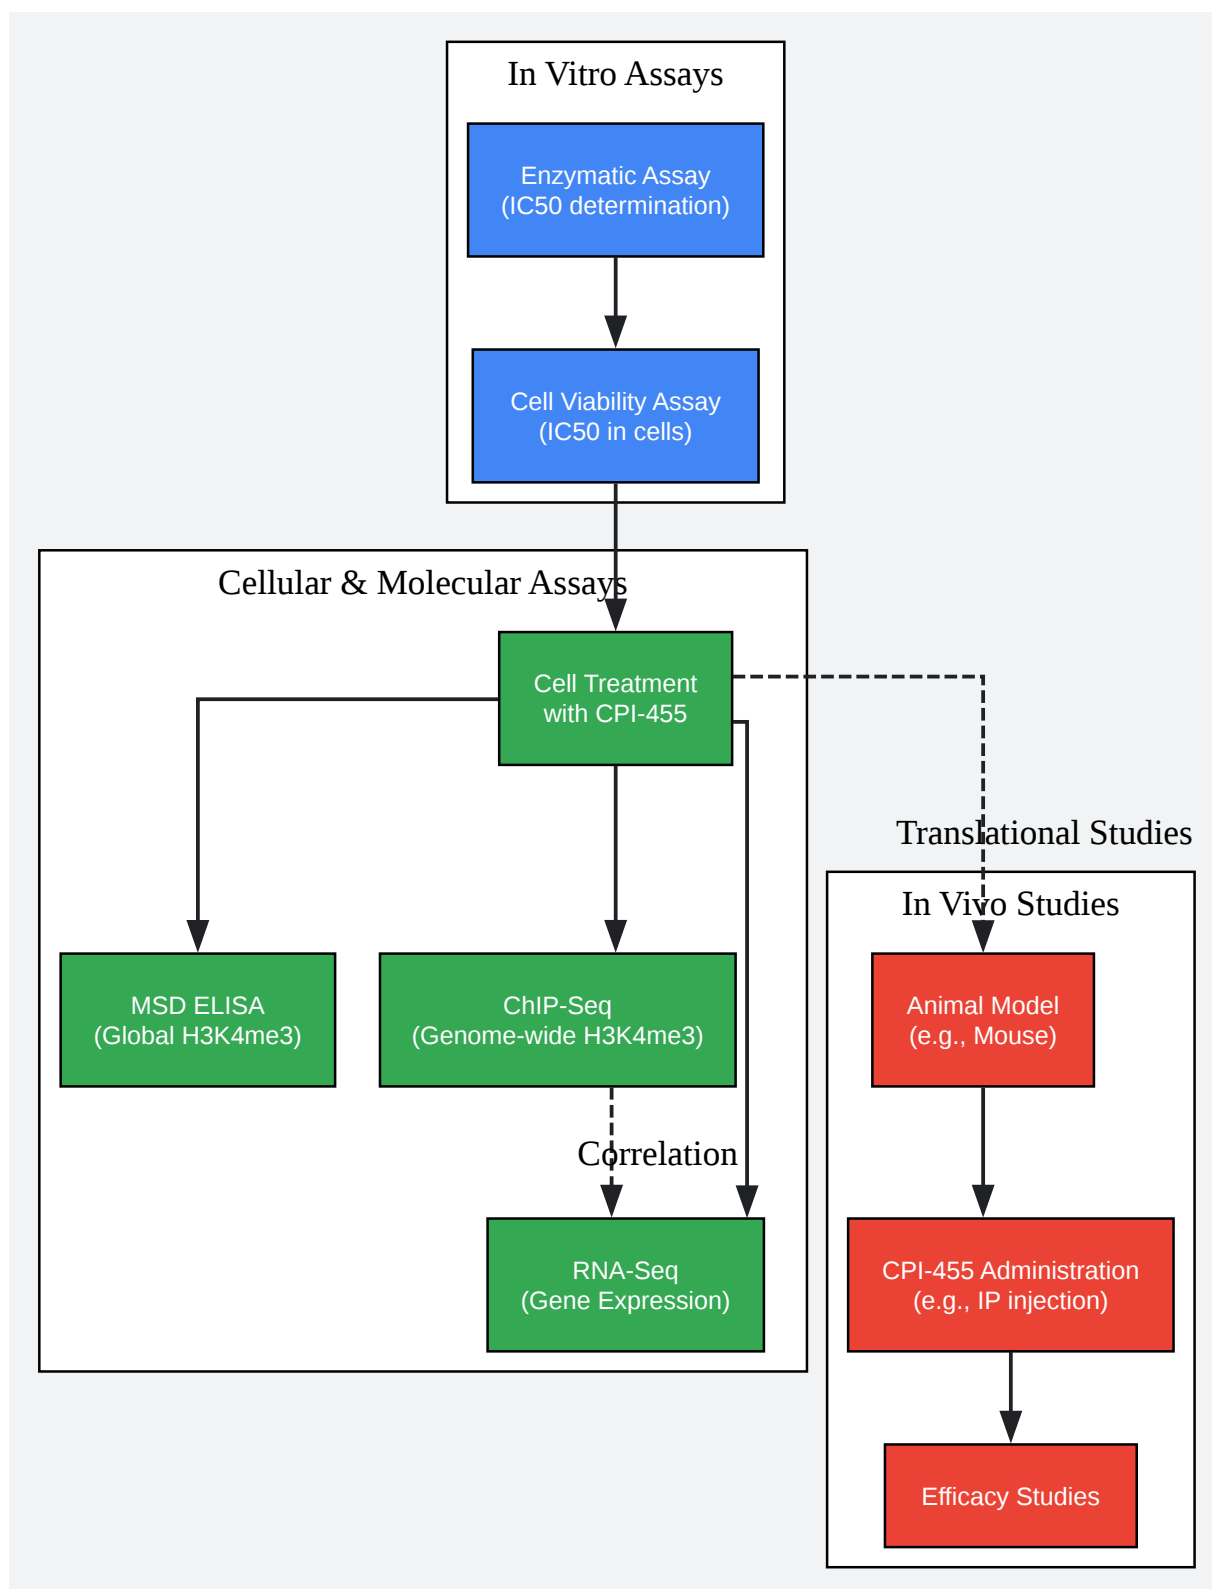 In Vitro Assays
Enzymatic Assay
(IC50 determination)
Cell Viability Assay
(IC50 in cells)
Cellular & Molecular Assays
Cell Treatment
with CPI-455
Translational Studies
In Vivo Studies
MSD ELISA
(Global H3K4me3)
ChIP-Seq
(Genome-wide H3K4me3)
Animal Model
(e.g., Mouse)
Correlation
RNA-Seq
(Gene Expression)
CPI-455 Administration
(e.g., IP injection)
Efficacy Studies